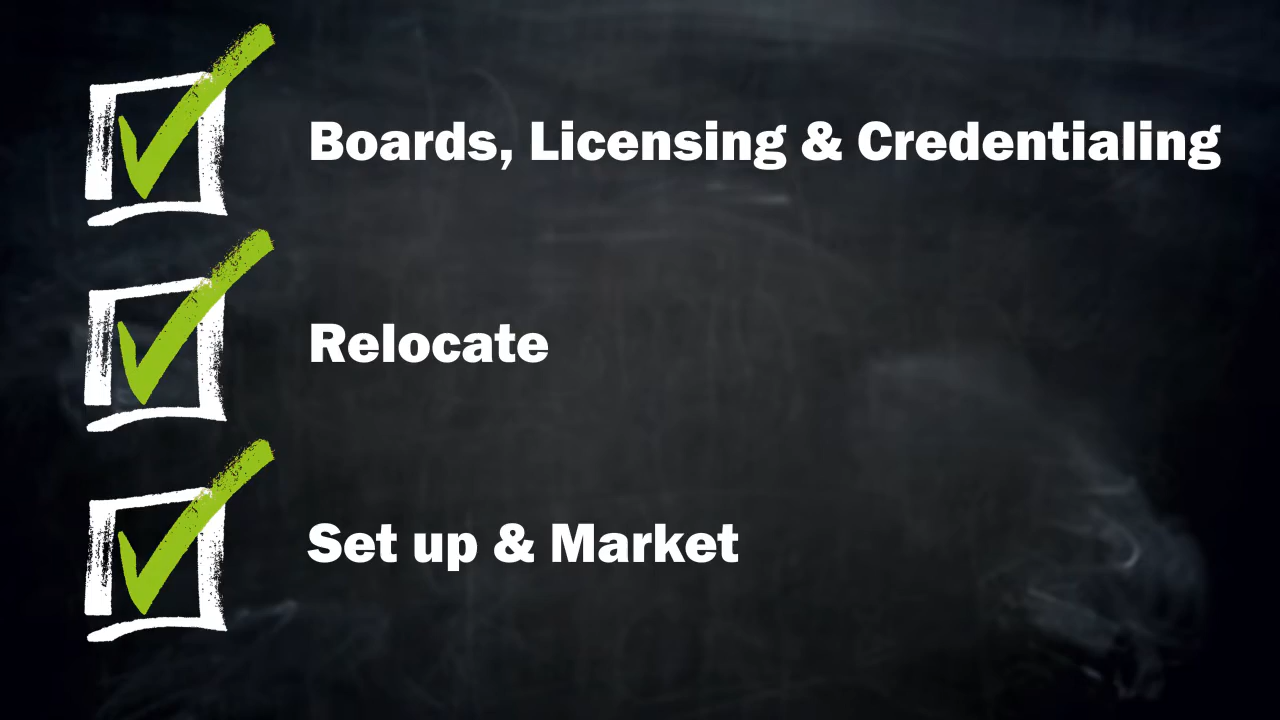 Boards, Licensing & Credentialing
Relocate
Set up & Market